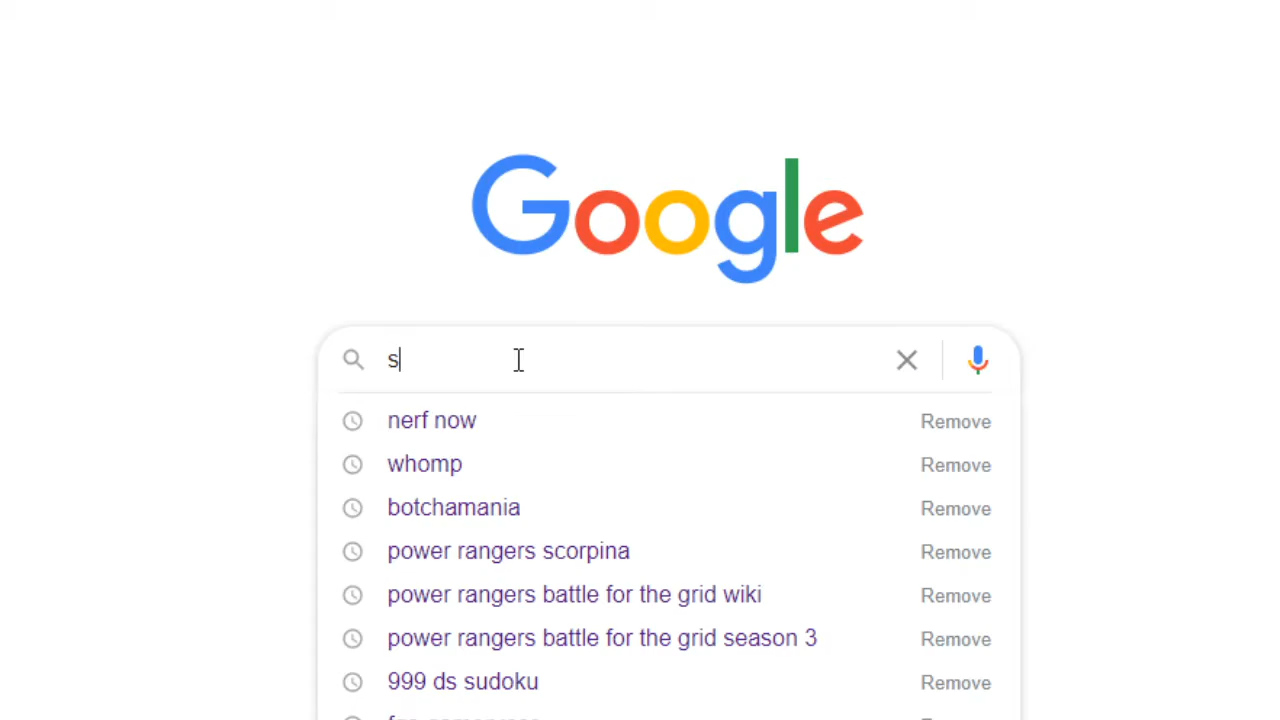 Google
s
nerf now Remove
whomp Remove
botchamania Remove
power rangers scorpina Remove
power rangers battle for the grid wiki Remove
power rangers battle for the grid season 3 Remove
999 ds sudoku Remove